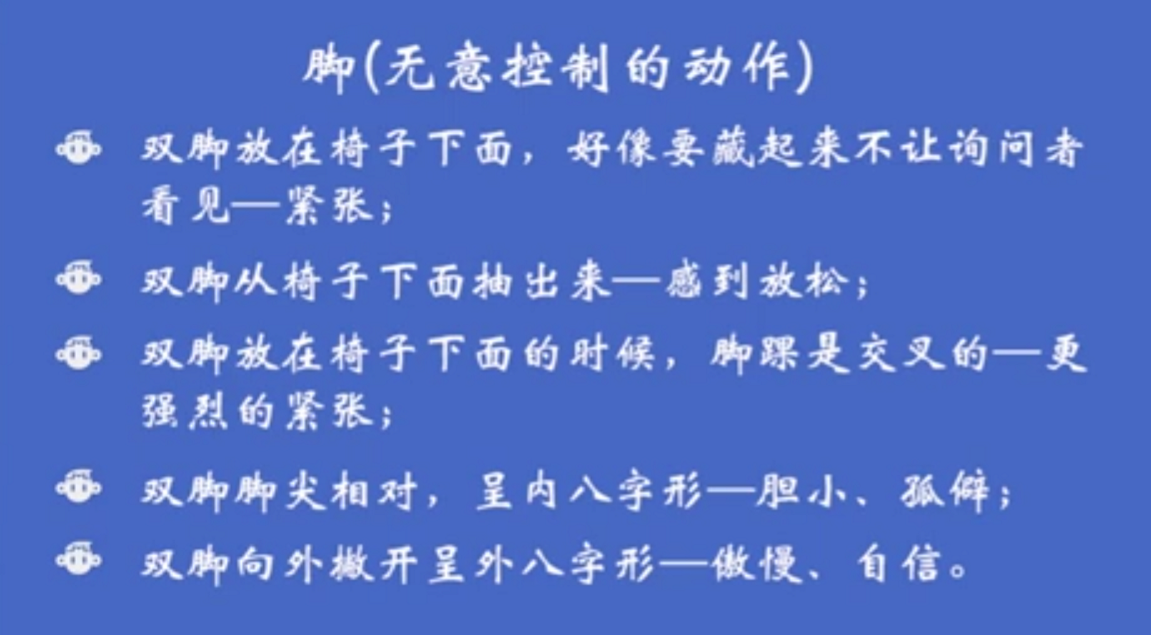 脚(无意控制的动作)
双脚放在椅子下面，好像要藏起来不让询问者
看见—紧张；
双脚从椅子下面抽出来—感到放松；
双脚放在椅子下面的时候，脚踝是交叉的—更
强烈的紧张；
双脚脚尖相对，呈内八字形—胆小、孤僻；
双脚向外撇开呈外八字形—傲慢、自信。